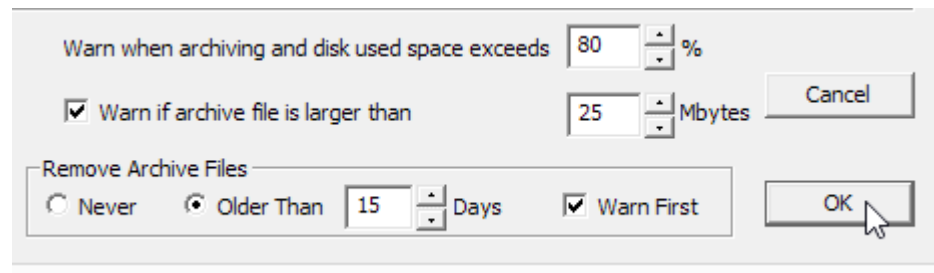 Warn when archiving and disk used space exceeds 80 %
Warn if archive file is larger than 25 Mbytes
Cancel
Remove Archive Files
Never Older Than 15 Days Warn First
OK